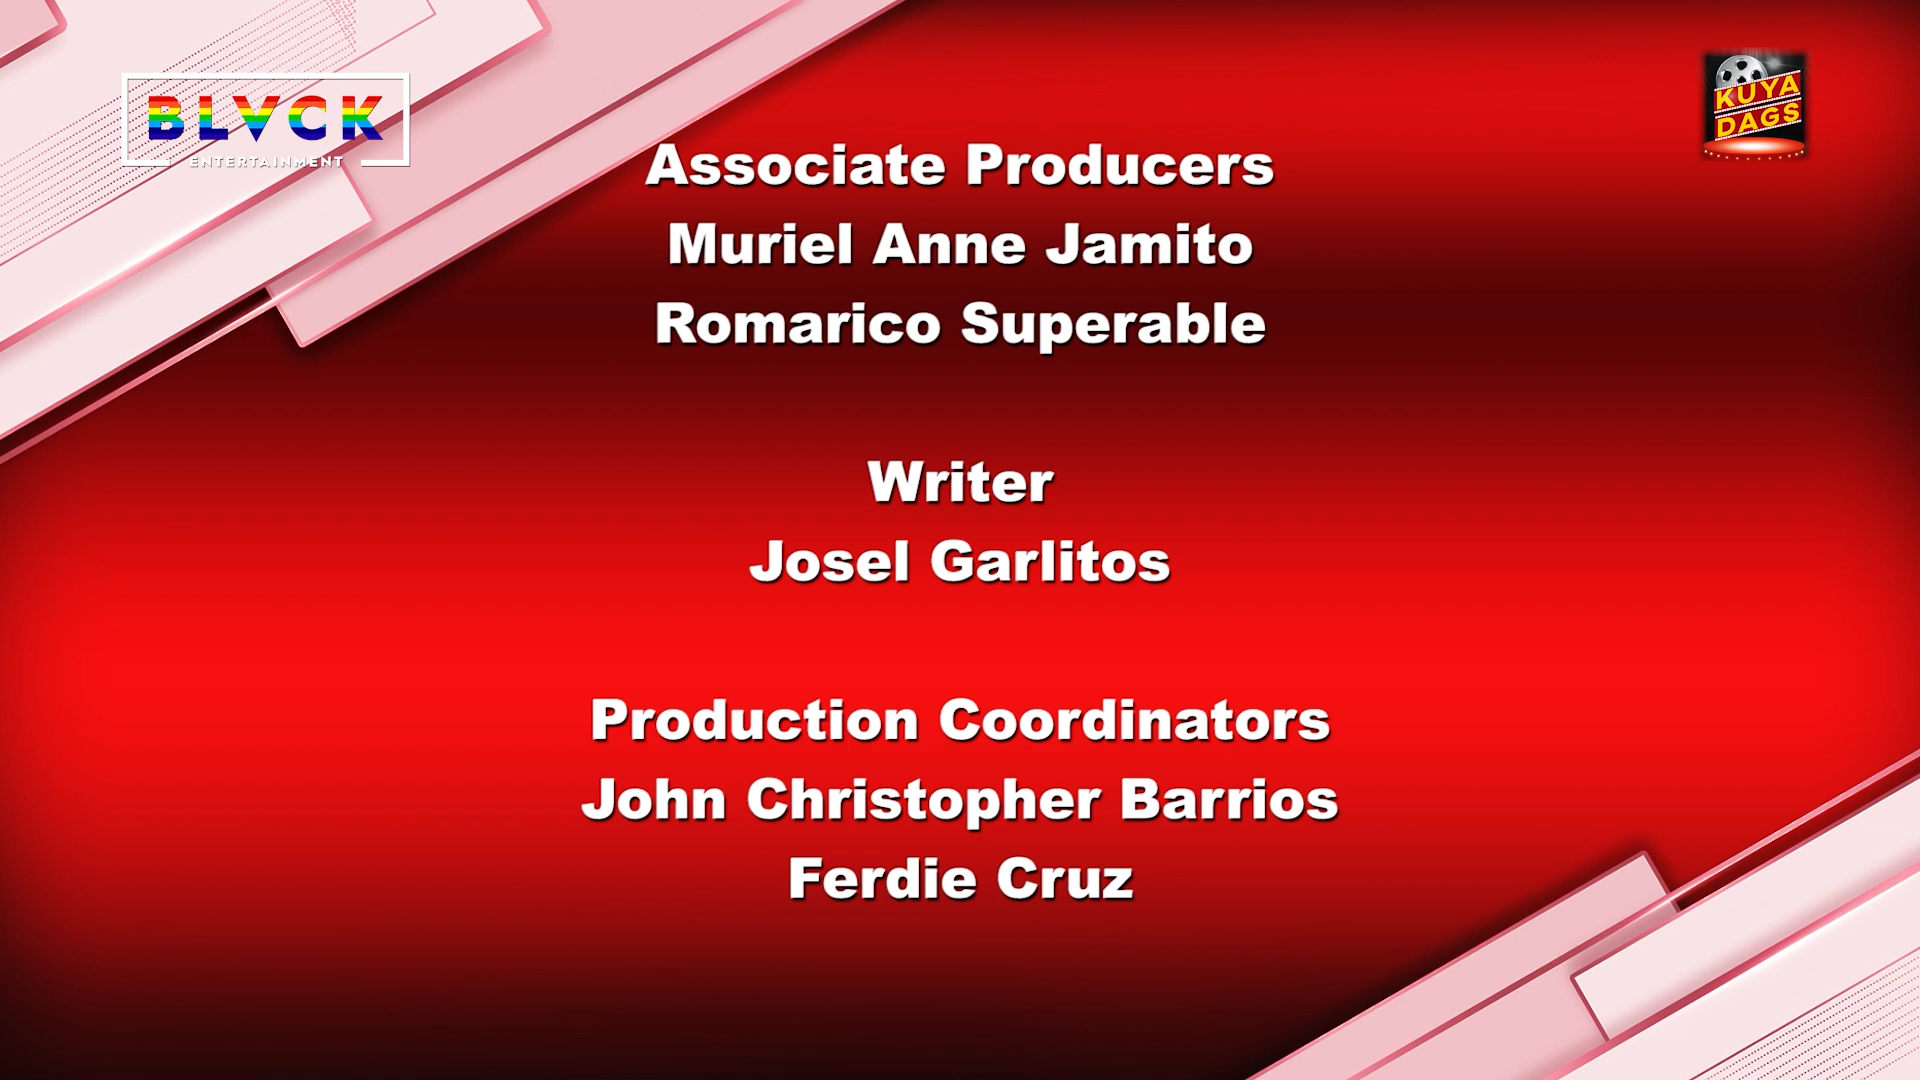 BLVCK
ENTERTAINMENT
KUYA
DAGS
Associate Producers
Muriel Anne Jamito
Romarico Superable
Writer
Josel Garlitos
Production Coordinators
John Christopher Barrios
Ferdie Cruz